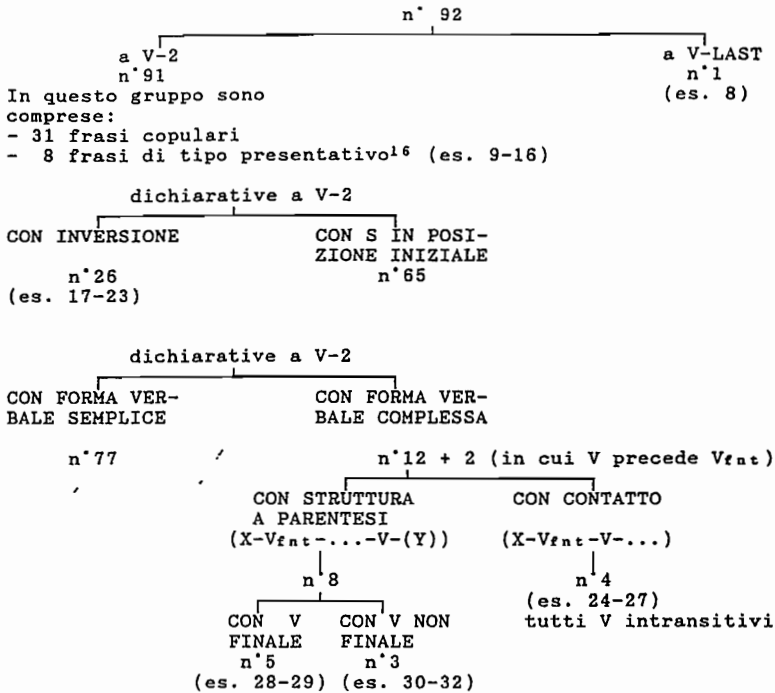 n° 92
a V-2 a V-LAST
n°91 n°1
In questo gruppo sono (es. 8)
comprese:
- 31 frasi copulari
- 8 frasi di tipo presentativo16 (es. 9-16)
dichiarative a V-2
CON INVERSIONE CON S IN POSI-
ZIONE INIZIALE
n°26 n°65
(es. 17-23)
dichiarative a V-2
CON FORMA VER- CON FORMA VER-
BALE SEMPLICE BALE COMPLESSA
n°77 n°12 + 2 (in cui V precede Vfnt)
CON STRUTTURA CON CONTATTO
A PARENTESI
(X-Vfnt-...-V-(Y)) (X-Vfnt-V-...)
n°8 n°4
(es. 24-27)
CON V CON V NON tutti V intransitivi
FINALE FINALE
n°5 n°3
(es. 28-29) (es. 30-32)